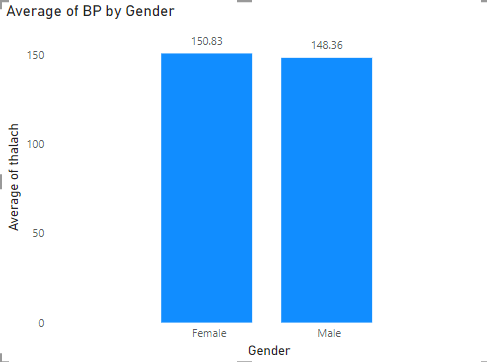 Average of BP by Gender
150.83
148.36
150
100
50
0
Average of thalach
Female
Male
Gender